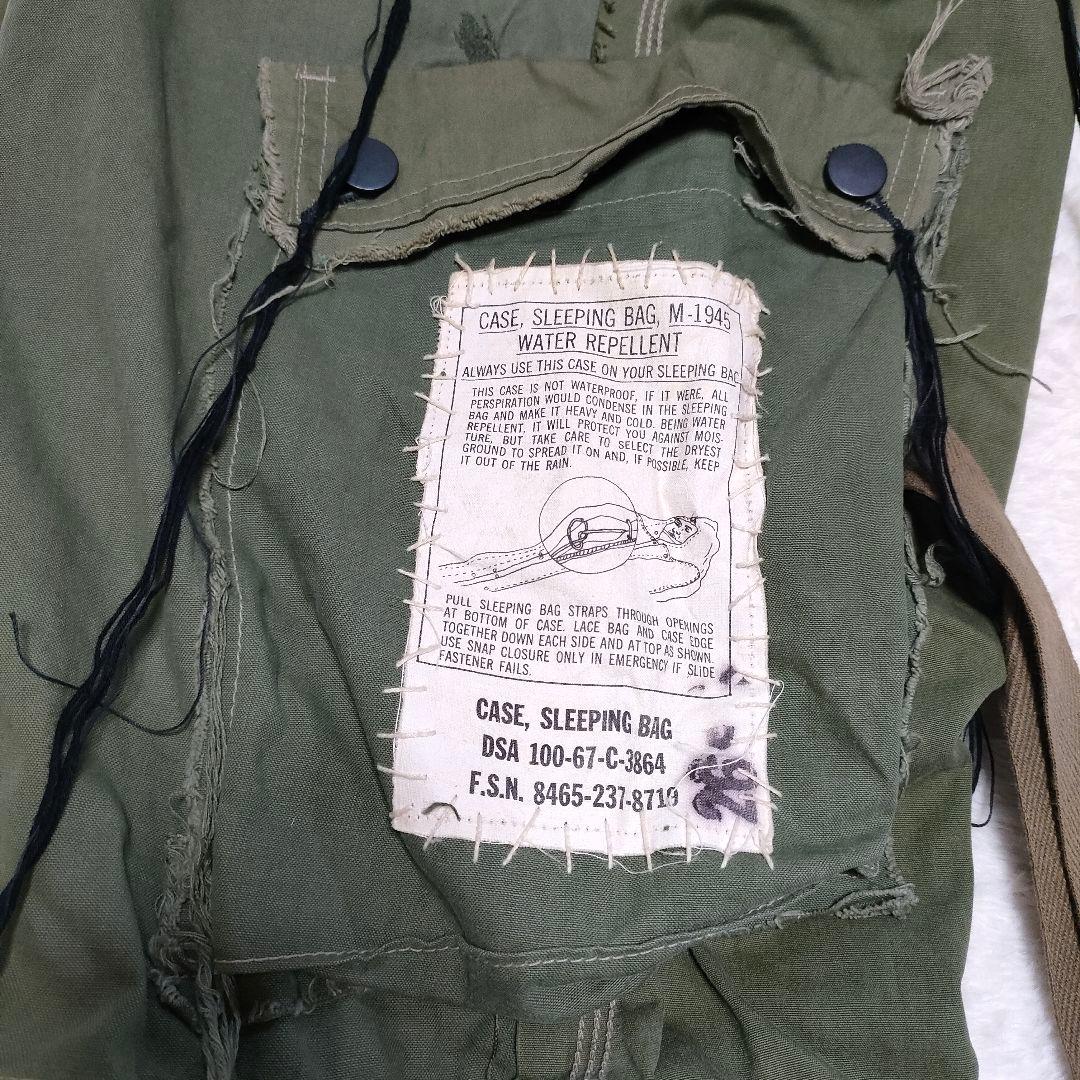 CASE, SLEEPING BAG, M-1945
WATER REPELLENT
ALWAYS USE THIS CASE ON YOUR SLEEPING BAG
THIS CASE IS NOT WATERPROOF, IF IT WERE, ALL
PERSPIRATION WOULD CONDENSE IN THE SLEEPING
BAG AND MAKE IT HEAVY AND COLD. BEING WATER
REPELLENT, IT WILL PROTECT YOU AGAINST MOIS-
TURE, BUT TAKE CARE TO SELECT THE DRYEST
GROUND TO SPREAD IT ON AND, IF POSSIBLE, KEEP
IT OUT OF THE RAIN.
PULL SLEEPING BAG STRAPS THROUGH OPENINGS
AT BOTTOM OF CASE. LACE BAG AND CASE EDGE
TOGETHER DOWN EACH SIDE AND AT TOP AS SHOWN.
USE SNAP CLOSURE ONLY IN EMERGENCY IF SLIDE
FASTENER FAILS.
CASE, SLEEPING BAG
DSA 100-67-C-3864
F.S.N. 8465-237-8719